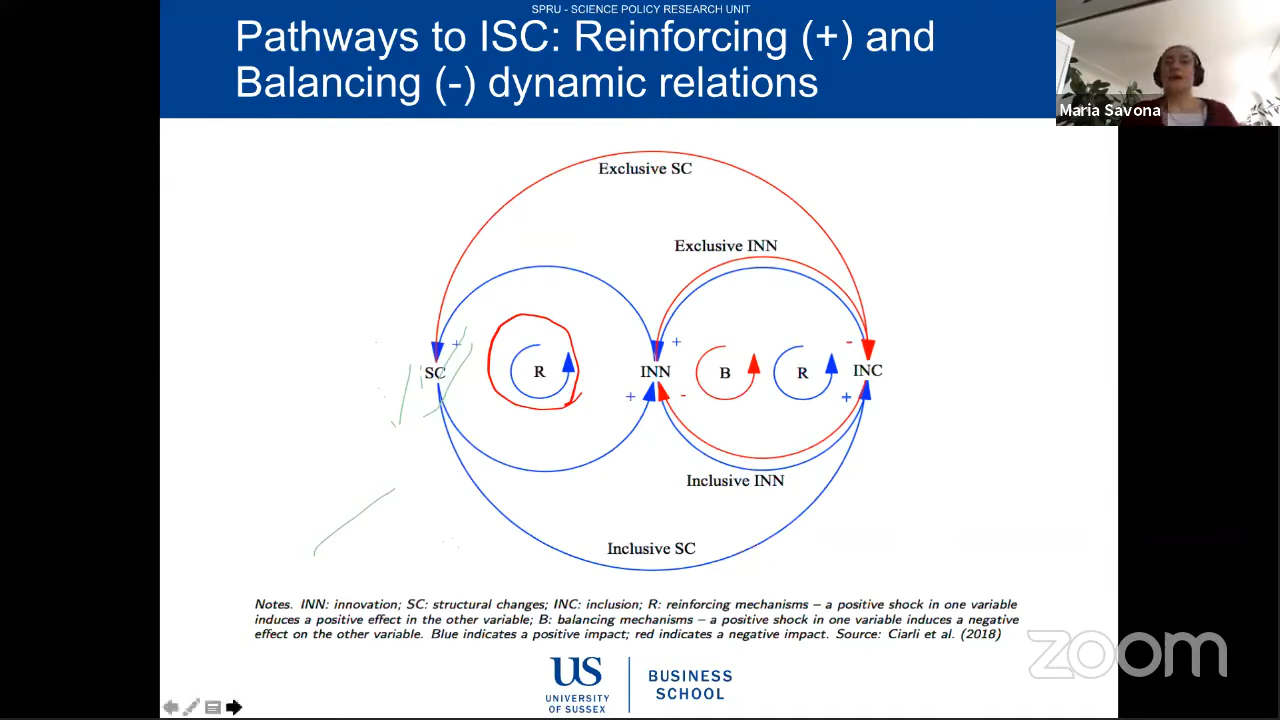 SPRU - SCIENCE POLICY RESEARCH UNIT
Pathways to ISC: Reinforcing (+) and
Balancing (-) dynamic relations
Maria Savona
Exclusive SC
Exclusive INN
+
+
-
SC
R
INN
B
R
INC
+
-
+
Inclusive INN
Inclusive SC
Notes. INN: innovation; SC: structural changes; INC: inclusion; R: reinforcing mechanisms – a positive shock in one variable
induces a positive effect in the other variable; B: balancing mechanisms – a positive shock in one variable induces a negative
effect on the other variable. Blue indicates a positive impact; red indicates a negative impact. Source: Ciarli et al. (2018)
zoom
US
UNIVERSITY
OF SUSSEX
BUSINESS
SCHOOL